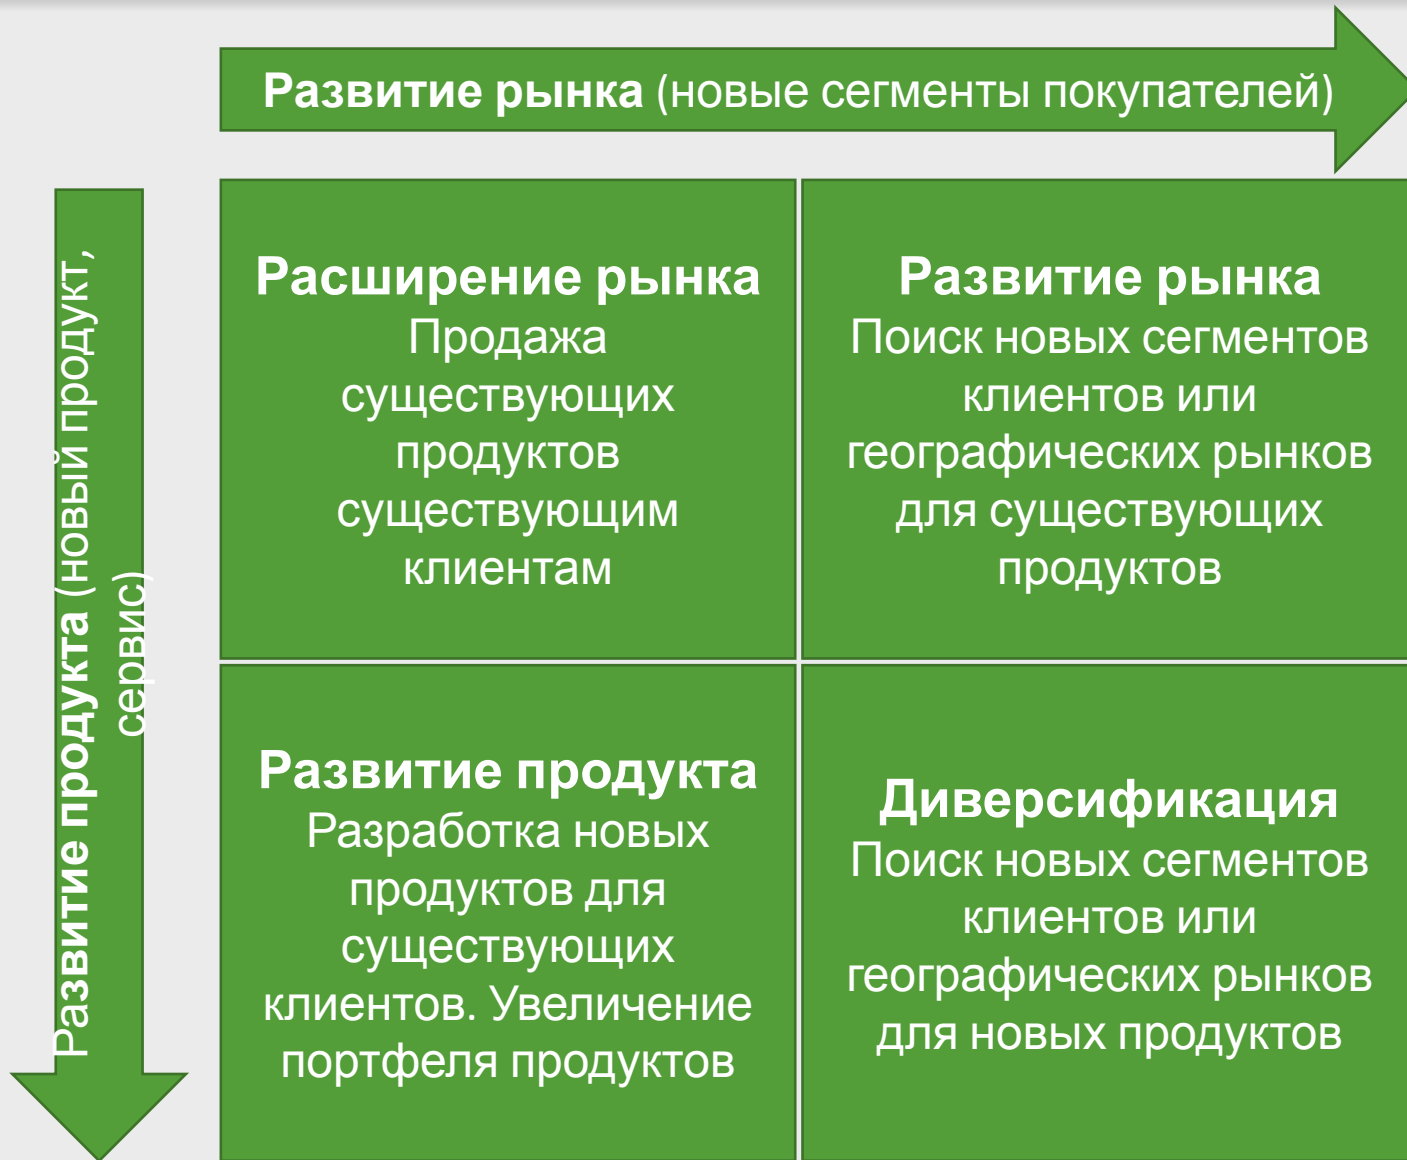 Развитие рынка (новые сегменты покупателей)
Развитие продукта (новый продукт,
сервис)
Расширение рынка
Продажа
существующих
продуктов
существующим
клиентам
Развитие рынка
Поиск новых сегментов
клиентов или
географических рынков
для существующих
продуктов
Развитие продукта
Разработка новых
продуктов для
существующих
клиентов. Увеличение
портфеля продуктов
Диверсификация
Поиск новых сегментов
клиентов или
географических рынков
для новых продуктов